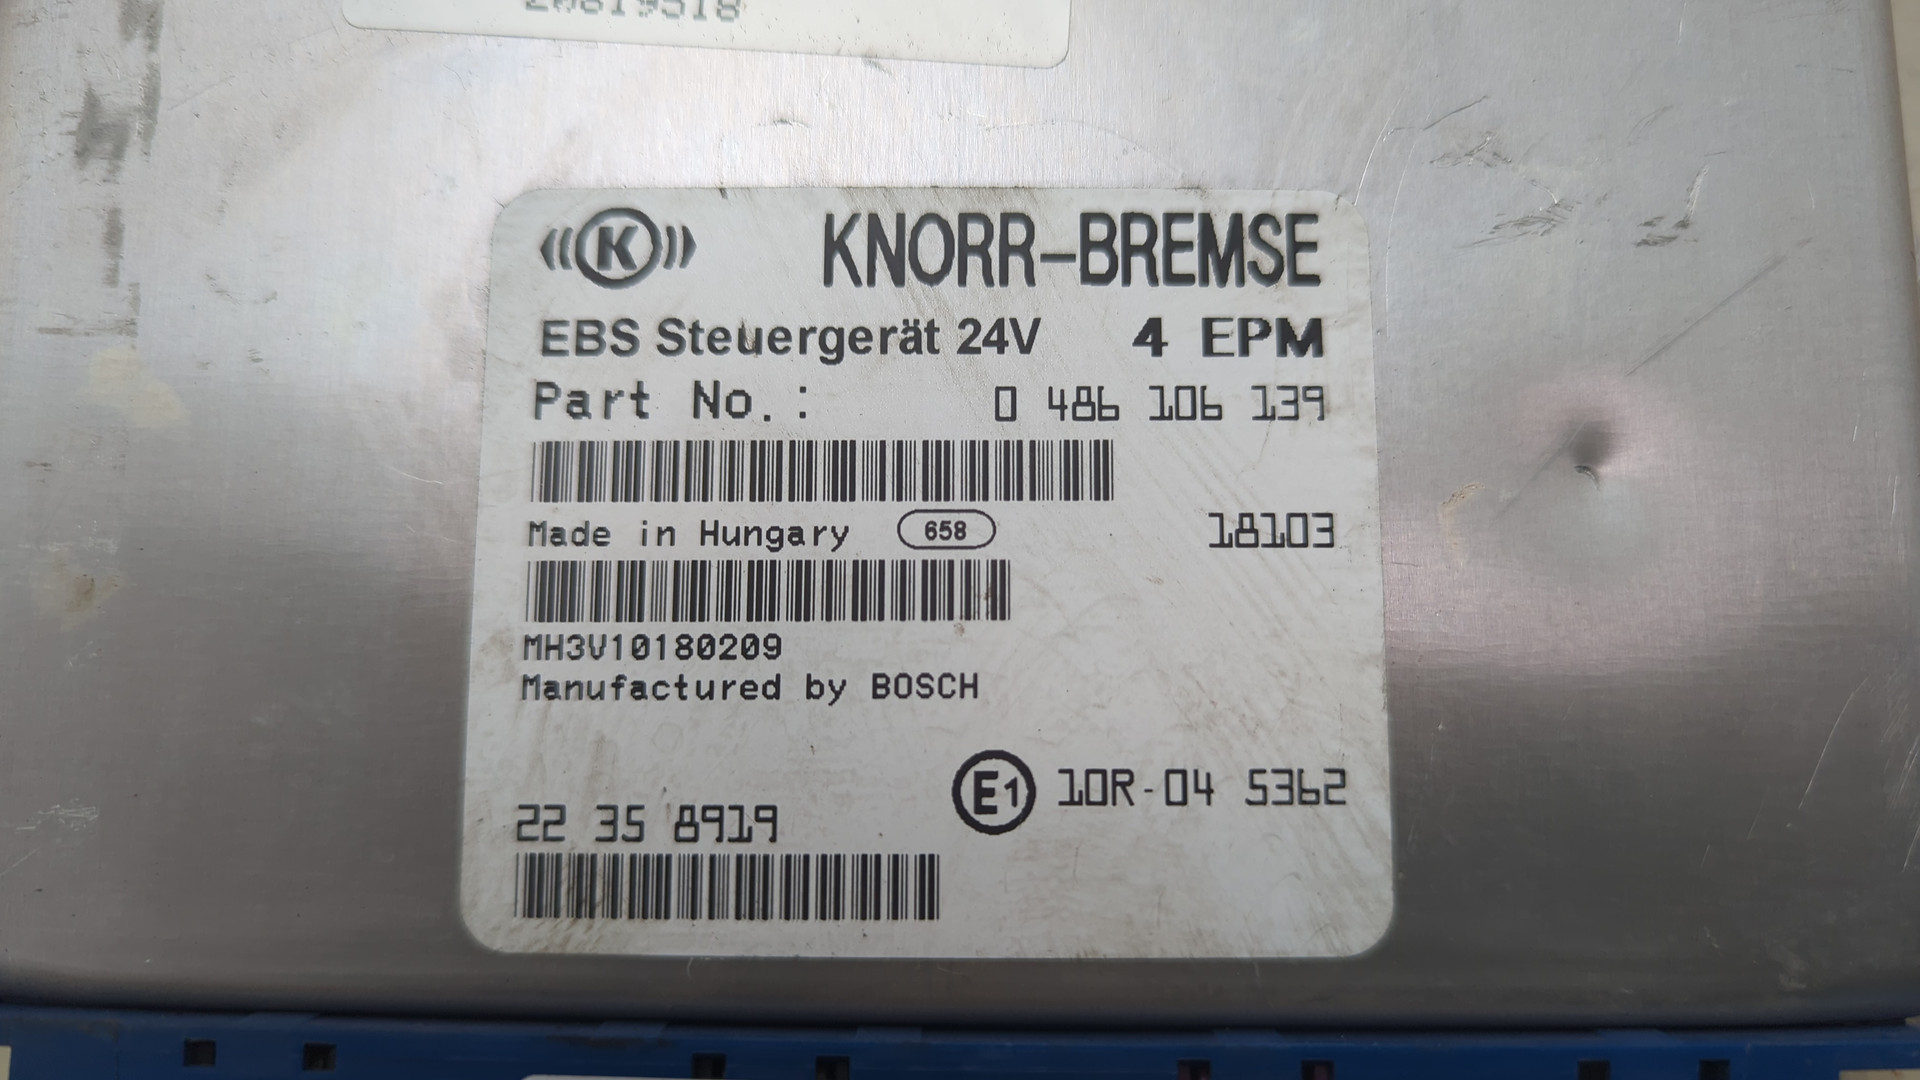 20819518
K KNORR-BREMSE
EBS Steuergerät 24V 4 EPM
Part No.: 0 486 106 139
Made in Hungary 658 18103
MH3V10180209
Manufactured by BOSCH
E1 10R-04 5362
22 35 8919